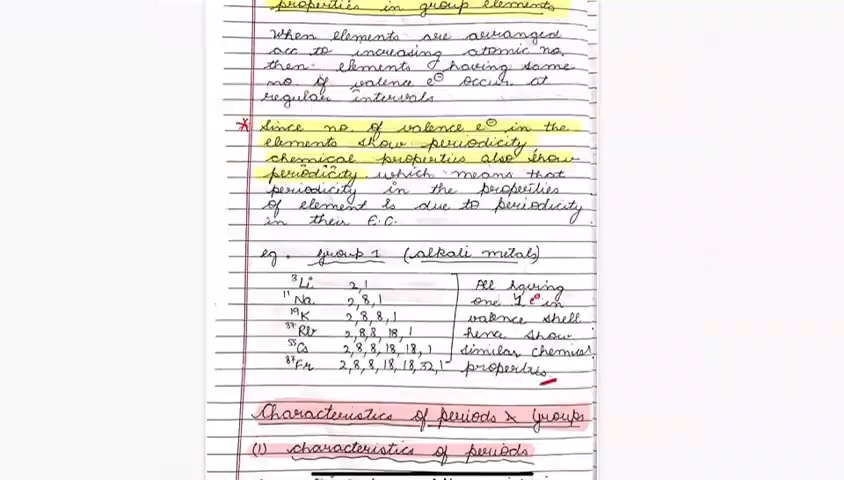 properties in group elements
When elements are arranged
acc to increasing atomic no,
then elements having same
no of valence e⊖ occur at
regular intervals
* Since no. of valence e⊖ in the
elements show periodicity,
chemical properties also show
periodicity which means that
periodicity in the properties
of element is due to periodicity
in their E.C.
eg. group 1 (alkali metals)
³Li 2,1 All having
¹¹Na 2,8,1 one 1 e⊖ in
¹⁹K 2,8,8,1 valence shell
³⁷Rb 2,8,8,18,1 hence show
⁵⁵Cs 2,8,8,18,18,1 similar chemical
⁸⁷Fr 2,8,8,18,18,32,1 properties
Characteristics of periods & Groups
(1) characteristics of periods